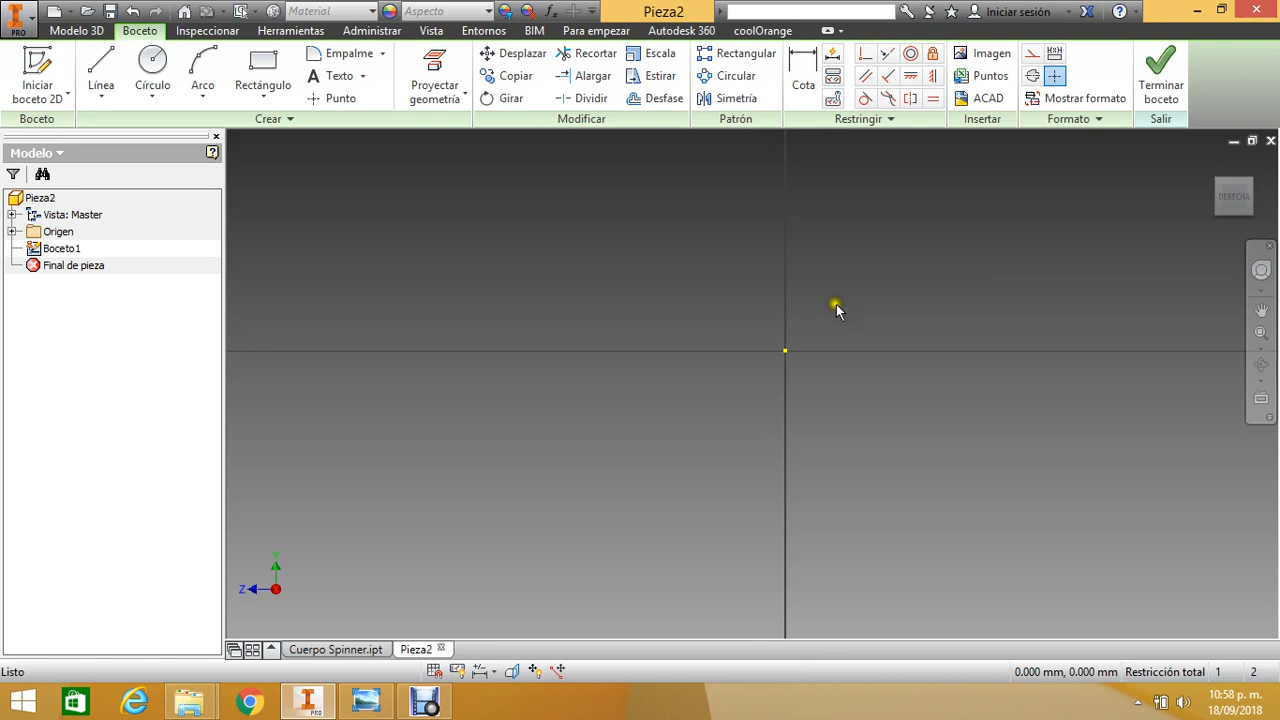 Material
Aspecto
Pieza2
Iniciar sesión
PRO
Modelo 3D
Boceto
Inspeccionar
Herramientas
Administrar
Vista
Entornos
BIM
Para empezar
Autodesk 360
coolOrange
Iniciar
boceto 2D
Línea
Círculo
Arco
Rectángulo
Empalme
Texto
Punto
Proyectar
geometría
Desplazar
Copiar
Girar
Recortar
Alargar
Dividir
Escala
Estirar
Desfase
Rectangular
Circular
Simetría
Cota
Imagen
Puntos
ACAD
Mostrar formato
Terminar
boceto
Boceto
Crear
Modificar
Patrón
Restringir
Insertar
Formato
Salir
Modelo
Pieza2
Vista: Master
Origen
Boceto1
Final de pieza
DERECHA
Y
Z
Cuerpo Spinner.ipt
Pieza2
Listo
0.000 mm, 0.000 mm
Restricción total
1
2
PRO
10:58 p. m.
18/09/2018